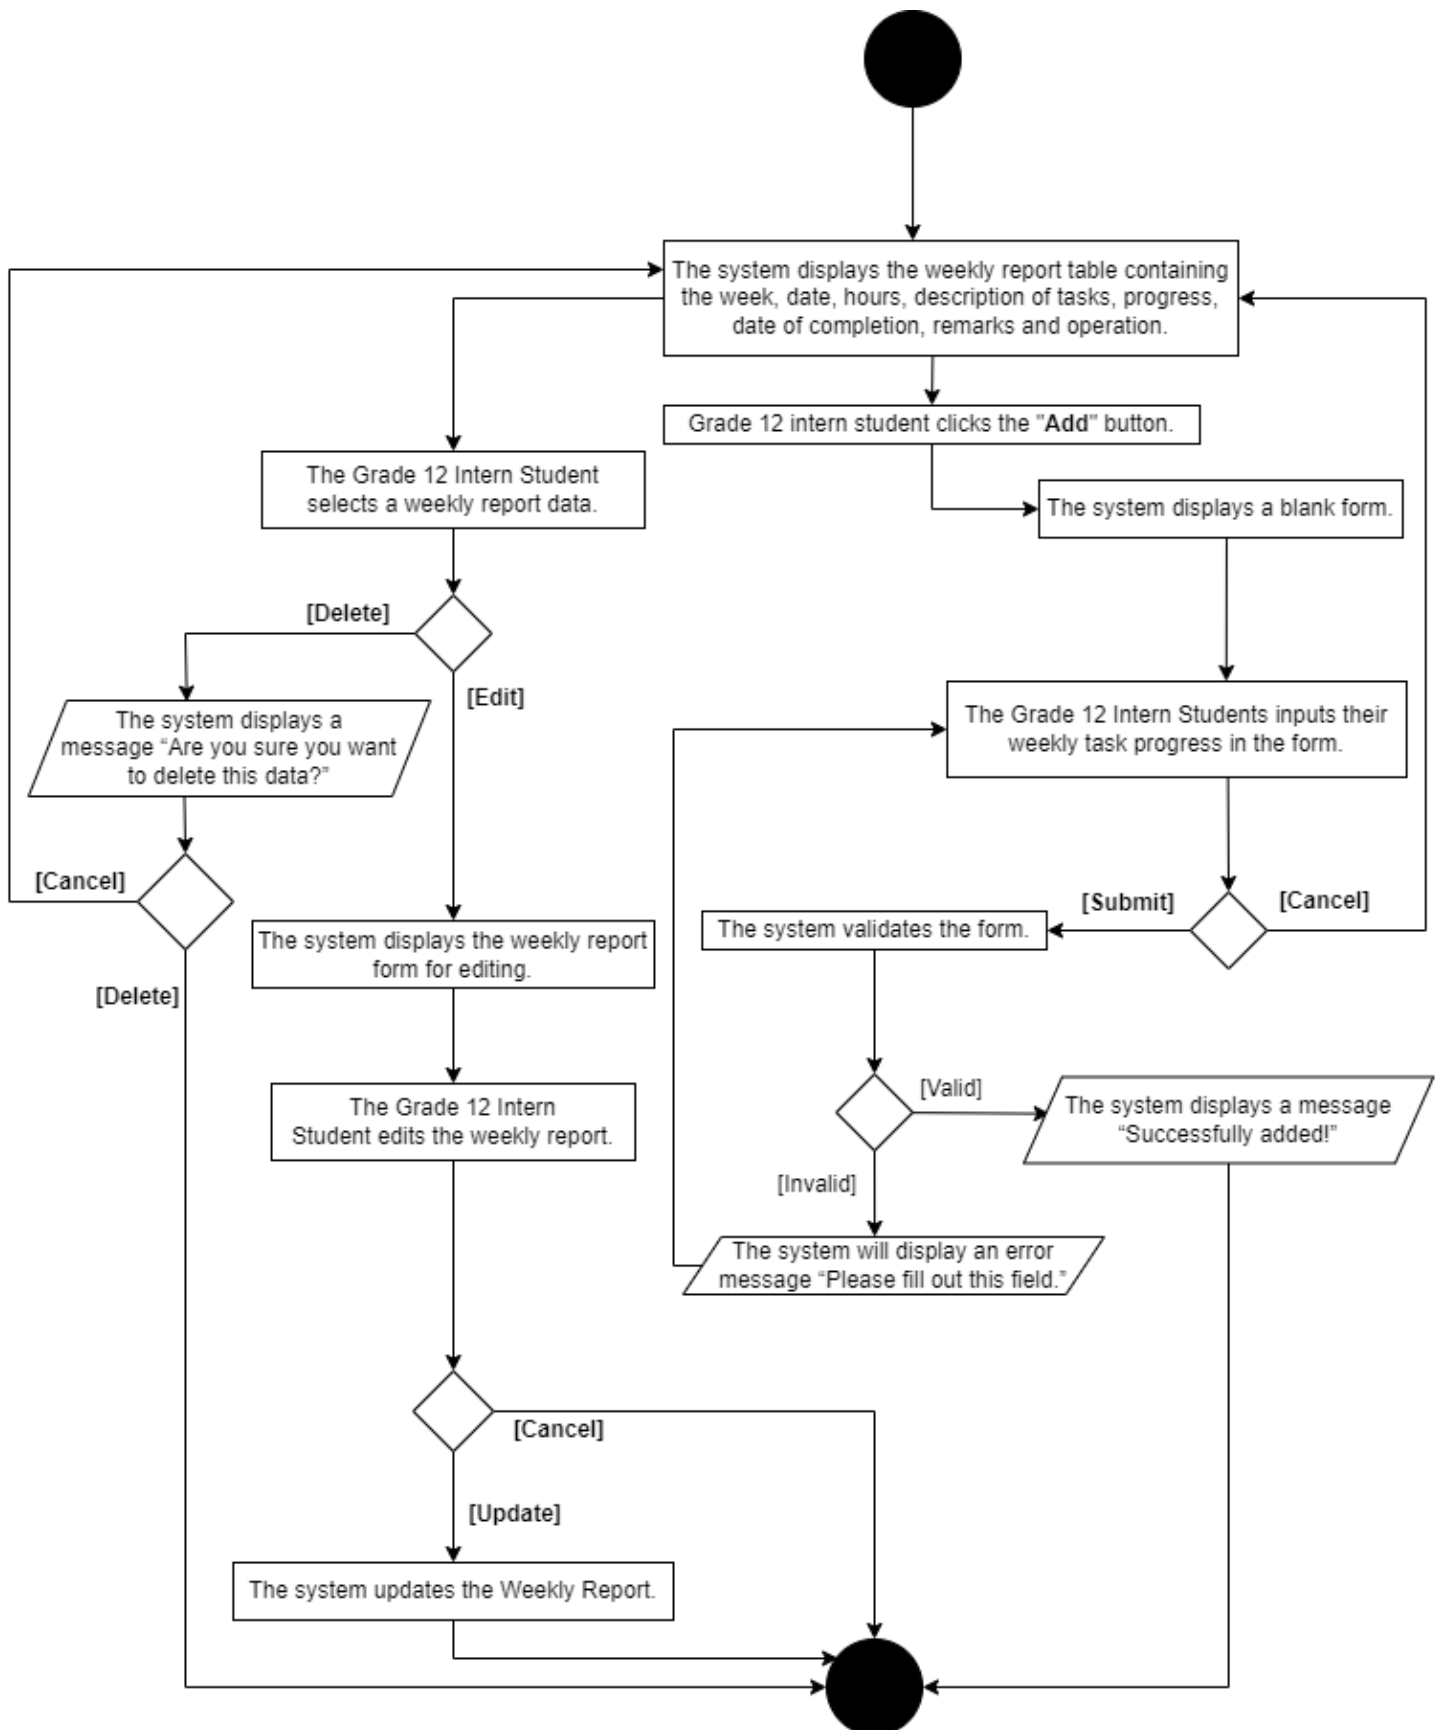 The system displays the weekly report table containing
the week, date, hours, description of tasks, progress,
date of completion, remarks and operation.
Grade 12 intern student clicks the "Add" button.
The Grade 12 Intern Student
selects a weekly report data.
The system displays a blank form.
[Delete]
[Edit]
The system displays a
message “Are you sure you want
to delete this data?”
The Grade 12 Intern Students inputs their
weekly task progress in the form.
[Cancel]
[Delete]
[Submit]
[Cancel]
The system validates the form.
The system displays the weekly report
form for editing.
The Grade 12 Intern
Student edits the weekly report.
[Valid]
The system displays a message
“Successfully added!”
[Invalid]
The system will display an error
message “Please fill out this field.”
[Cancel]
[Update]
The system updates the Weekly Report.